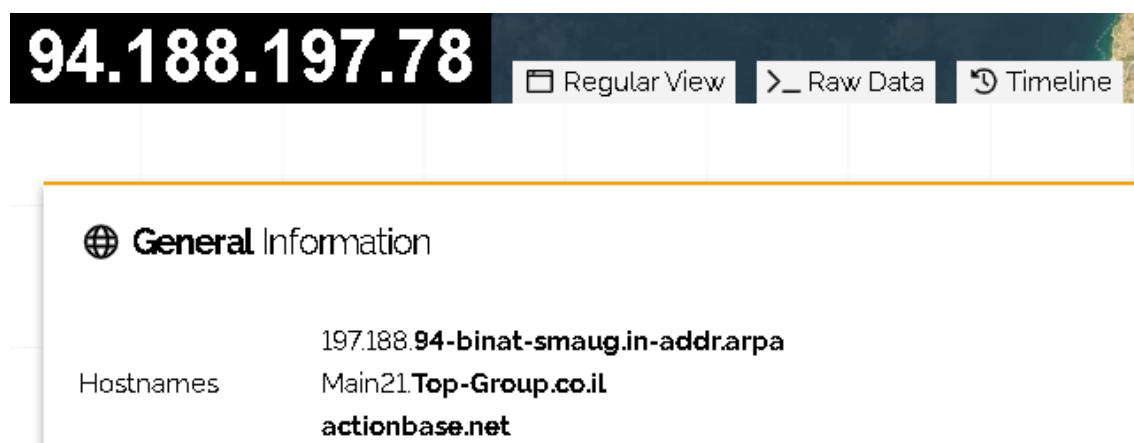 94.188.197.78
Regular View
Raw Data
Timeline
General Information
197.188.94-binat-smaug.in-addr.arpa
Hostnames
Main21.Top-Group.co.il
actionbase.net